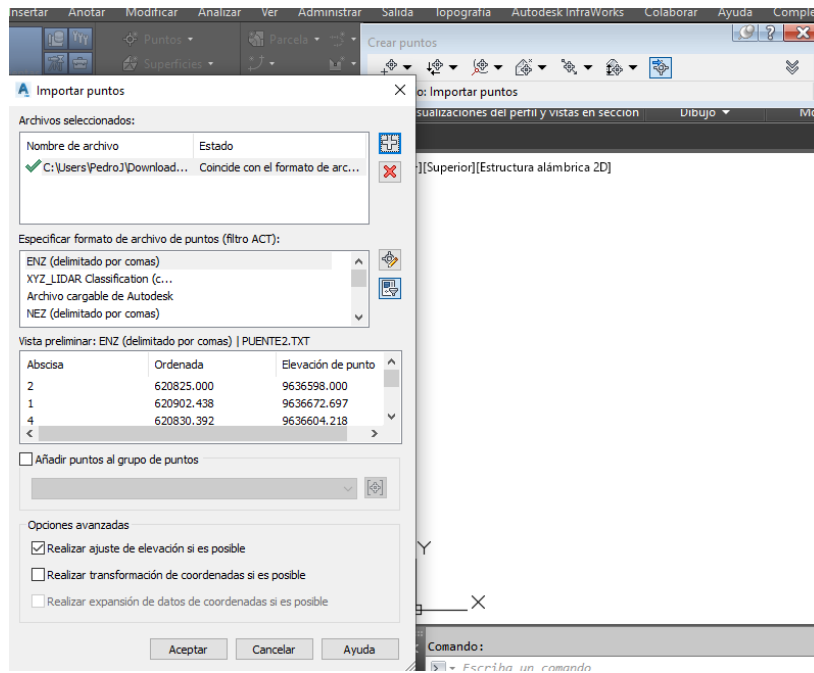 Insertar Anotar Modificar Analizar Ver Administrar Salida Topografía Autodesk InfraWorks Colaborar Ayuda Comple
Puntos
Parcela
Crear puntos
Superficies
o: Importar puntos
Importar puntos
sualizaciones del perfil y vistas en sección
Dibujo
Archivos seleccionados:
Nombre de archivo Estado
C:\Users\PedroJ\Download... Coincide con el formato de arc...
][Superior][Estructura alámbrica 2D]
Especificar formato de archivo de puntos (filtro ACT):
ENZ (delimitado por comas)
XYZ_LIDAR Classification (c...
Archivo cargable de Autodesk
NEZ (delimitado por comas)
Vista preliminar: ENZ (delimitado por comas) | PUENTE2.TXT
Abscisa Ordenada Elevación de punto
2 620825.000 9636598.000
1 620902.438 9636672.697
4 620830.392 9636604.218
Añadir puntos al grupo de puntos
Opciones avanzadas
Realizar ajuste de elevación si es posible
Realizar transformación de coordenadas si es posible
Realizar expansión de datos de coordenadas si es posible
Y
X
Aceptar Cancelar Ayuda
Comando:
Escriba un comando